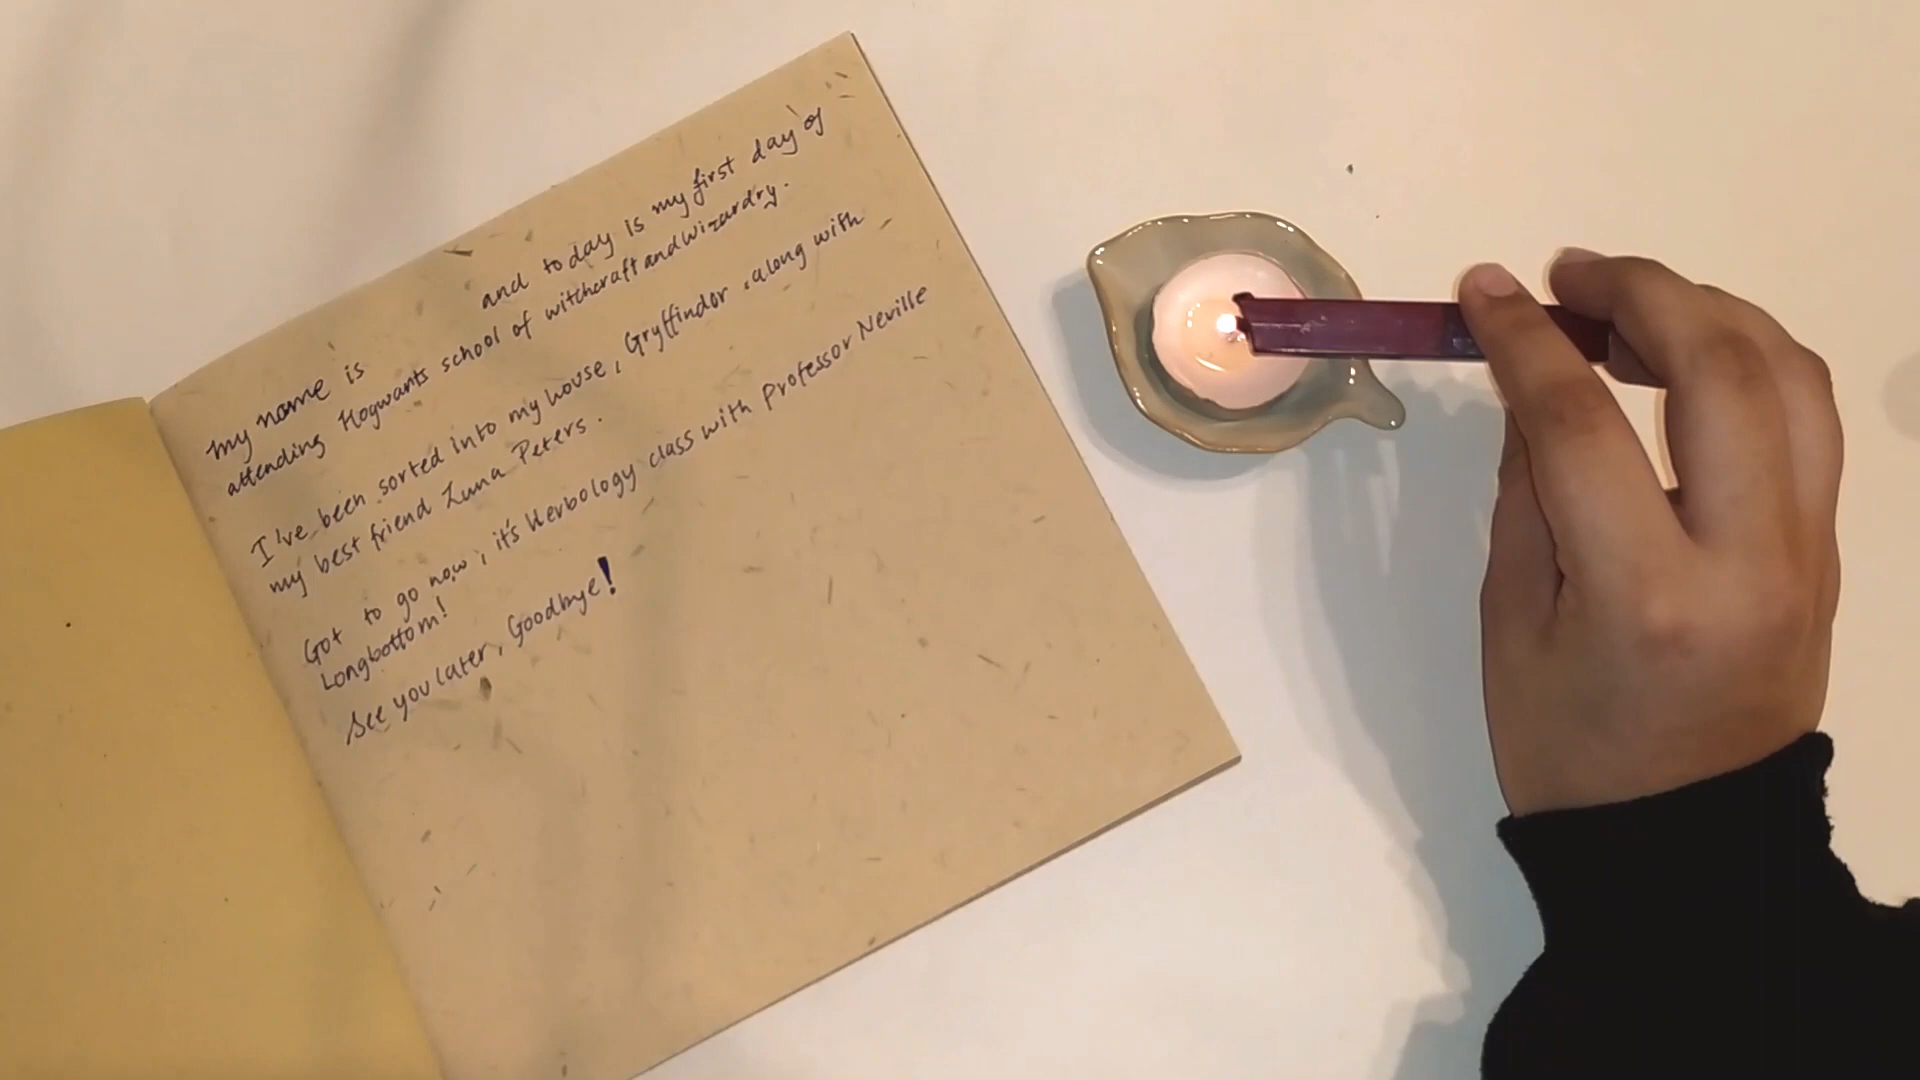 my name is and today is my first day of
attending Hogwarts school of witchcraft and wizardry.
I've been sorted into my house, Gryffindor, along with
my best friend Luna Peters.
Got to go now, it's Herbology class with Professor Neville
Longbottom!
See you later, Goodbye!